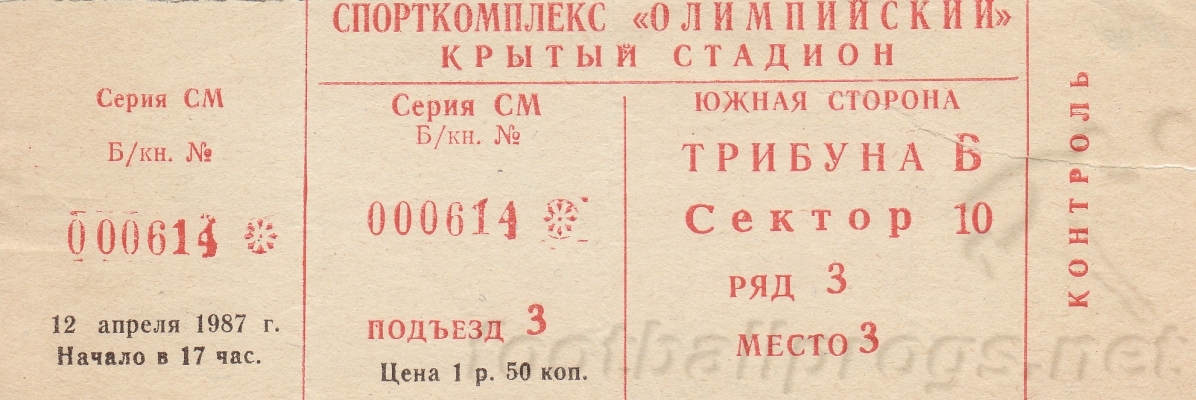 СПОРТКОМПЛЕКС «ОЛИМПИЙСКИЙ»
КРЫТЫЙ СТАДИОН
Серия СМ
Б/кн. №
000614
12 апреля 1987 г.
Начало в 17 час.
Серия СМ
Б/кн. №
000614
ПОДЪЕЗД 3
Цена 1 р. 50 коп.
ЮЖНАЯ СТОРОНА
ТРИБУНА Б
Сектор 10
РЯД 3
МЕСТО 3
КОНТРОЛЬ
footballprogs.net